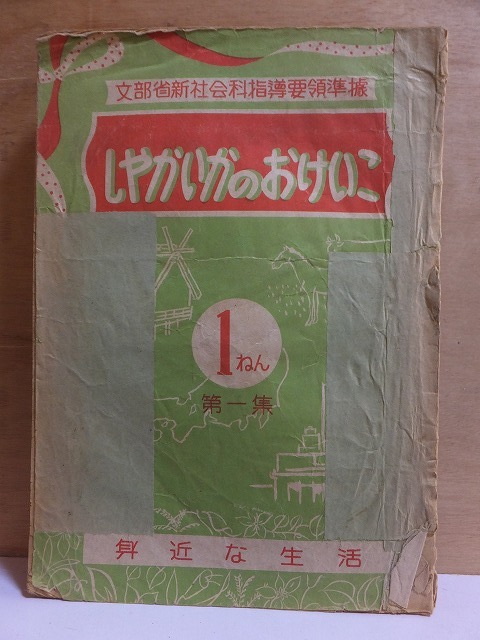 文部省新社会科指導要領準據
しやかいかのおけいこ
1ねん
第一集
身近な生活